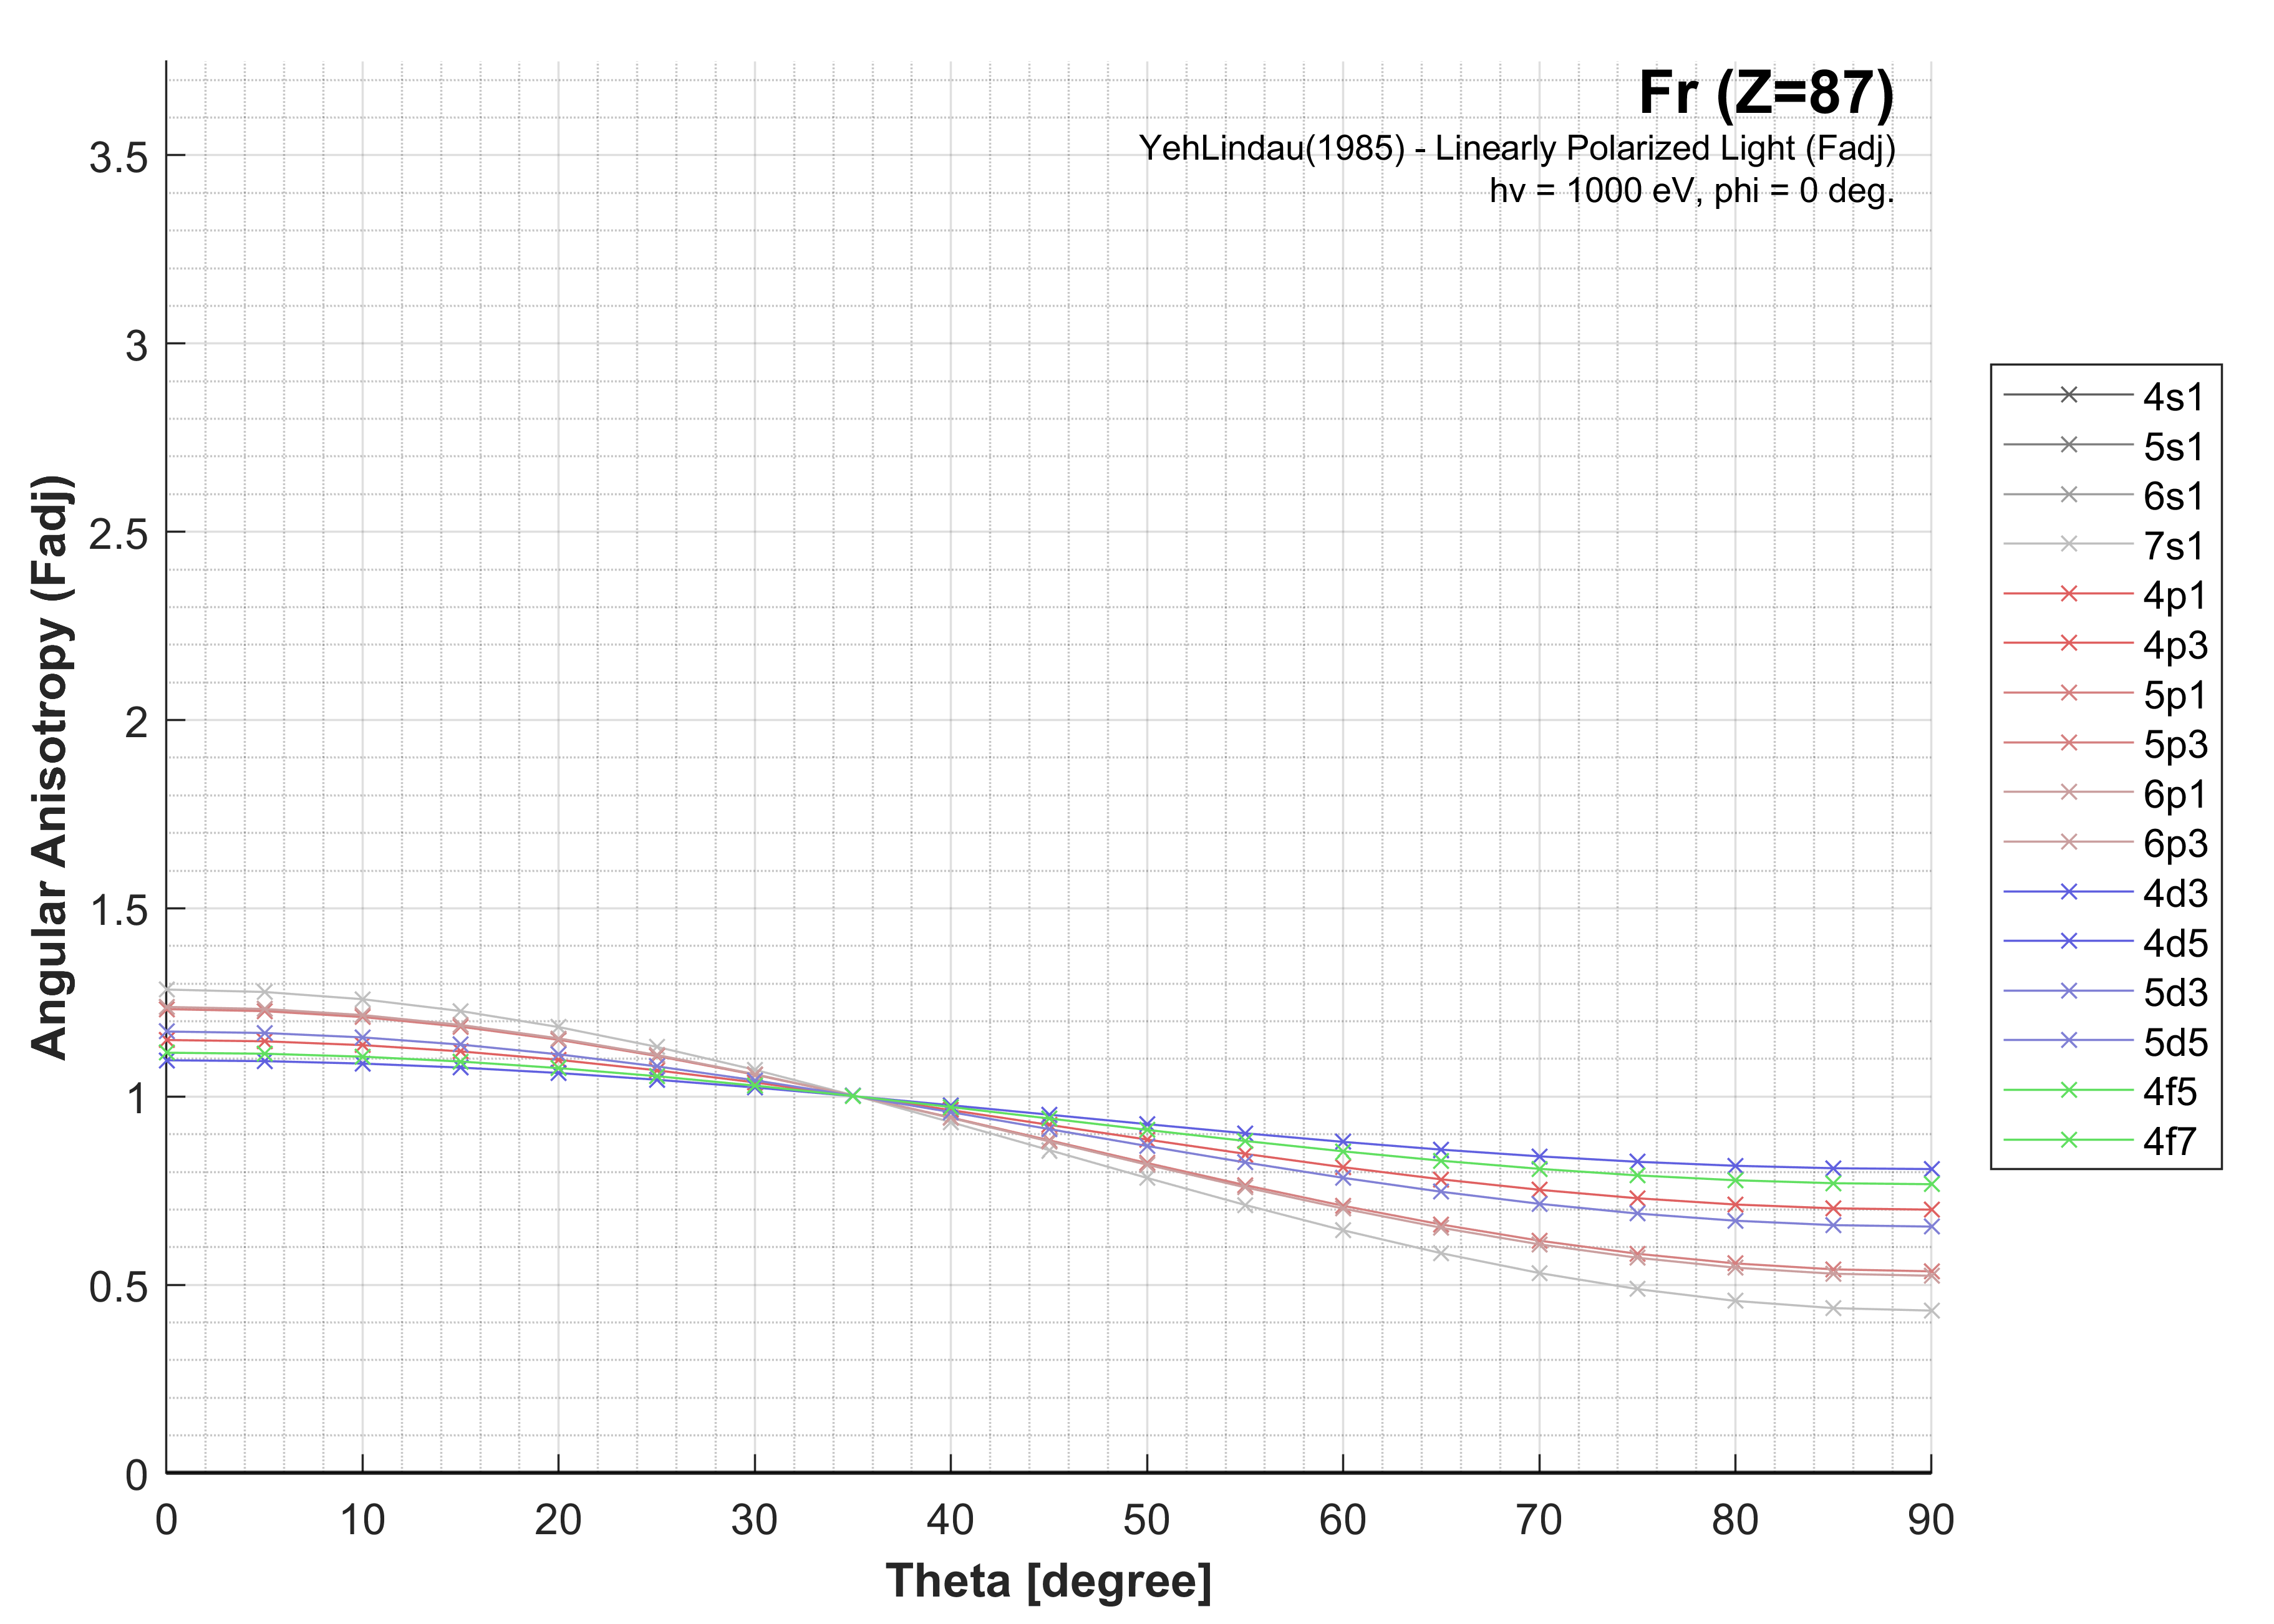 Fr (Z=87)
YehLindau(1985) - Linearly Polarized Light (Fadj)
hv = 1000 eV, phi = 0 deg.
Angular Anisotropy (Fadj)
3.5
3
2.5
2
1.5
1
0.5
0
0 10 20 30 40 50 60 70 80 90
Theta [degree]
4s1
5s1
6s1
7s1
4p1
4p3
5p1
5p3
6p1
6p3
4d3
4d5
5d3
5d5
4f5
4f7